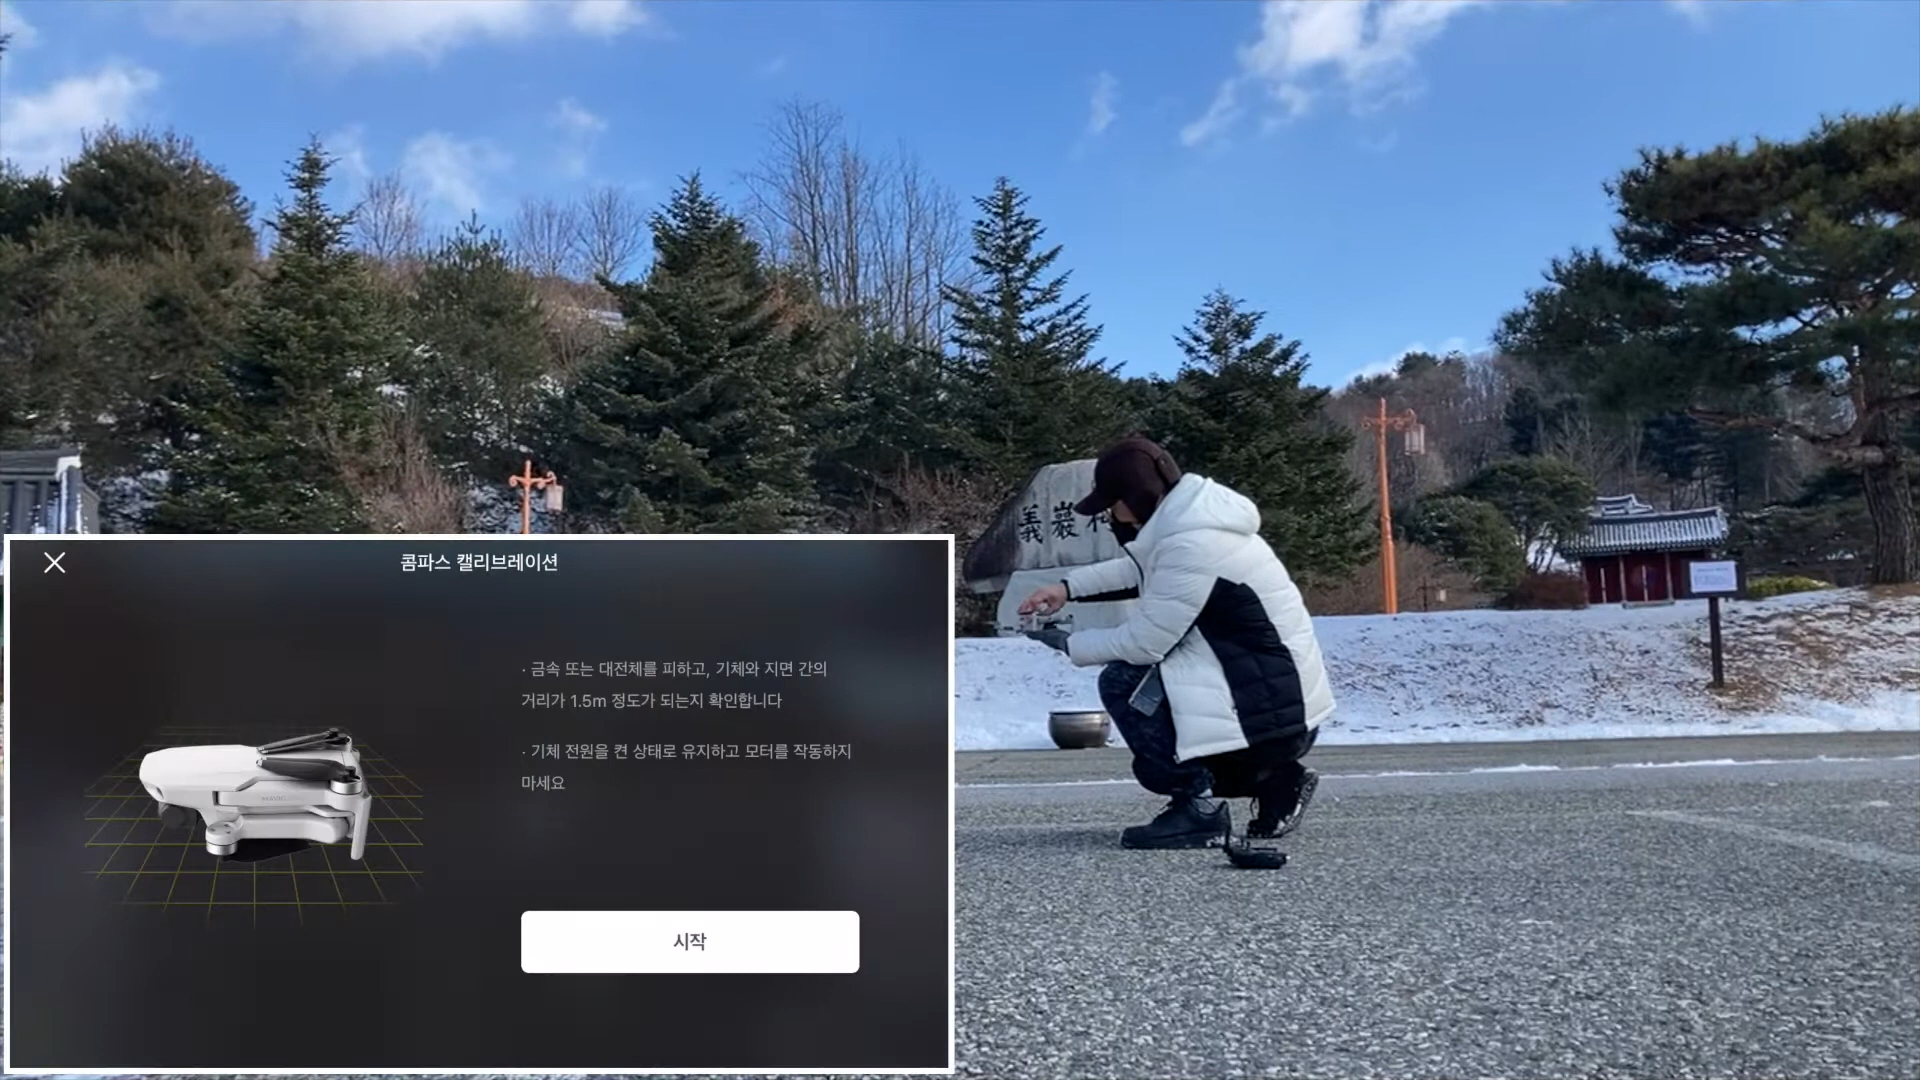 義巖
콤파스 캘리브레이션
· 금속 또는 대전체를 피하고, 기체와 지면 간의
거리가 1.5m 정도가 되는지 확인합니다
· 기체 전원을 켠 상태로 유지하고 모터를 작동하지
마세요
시작